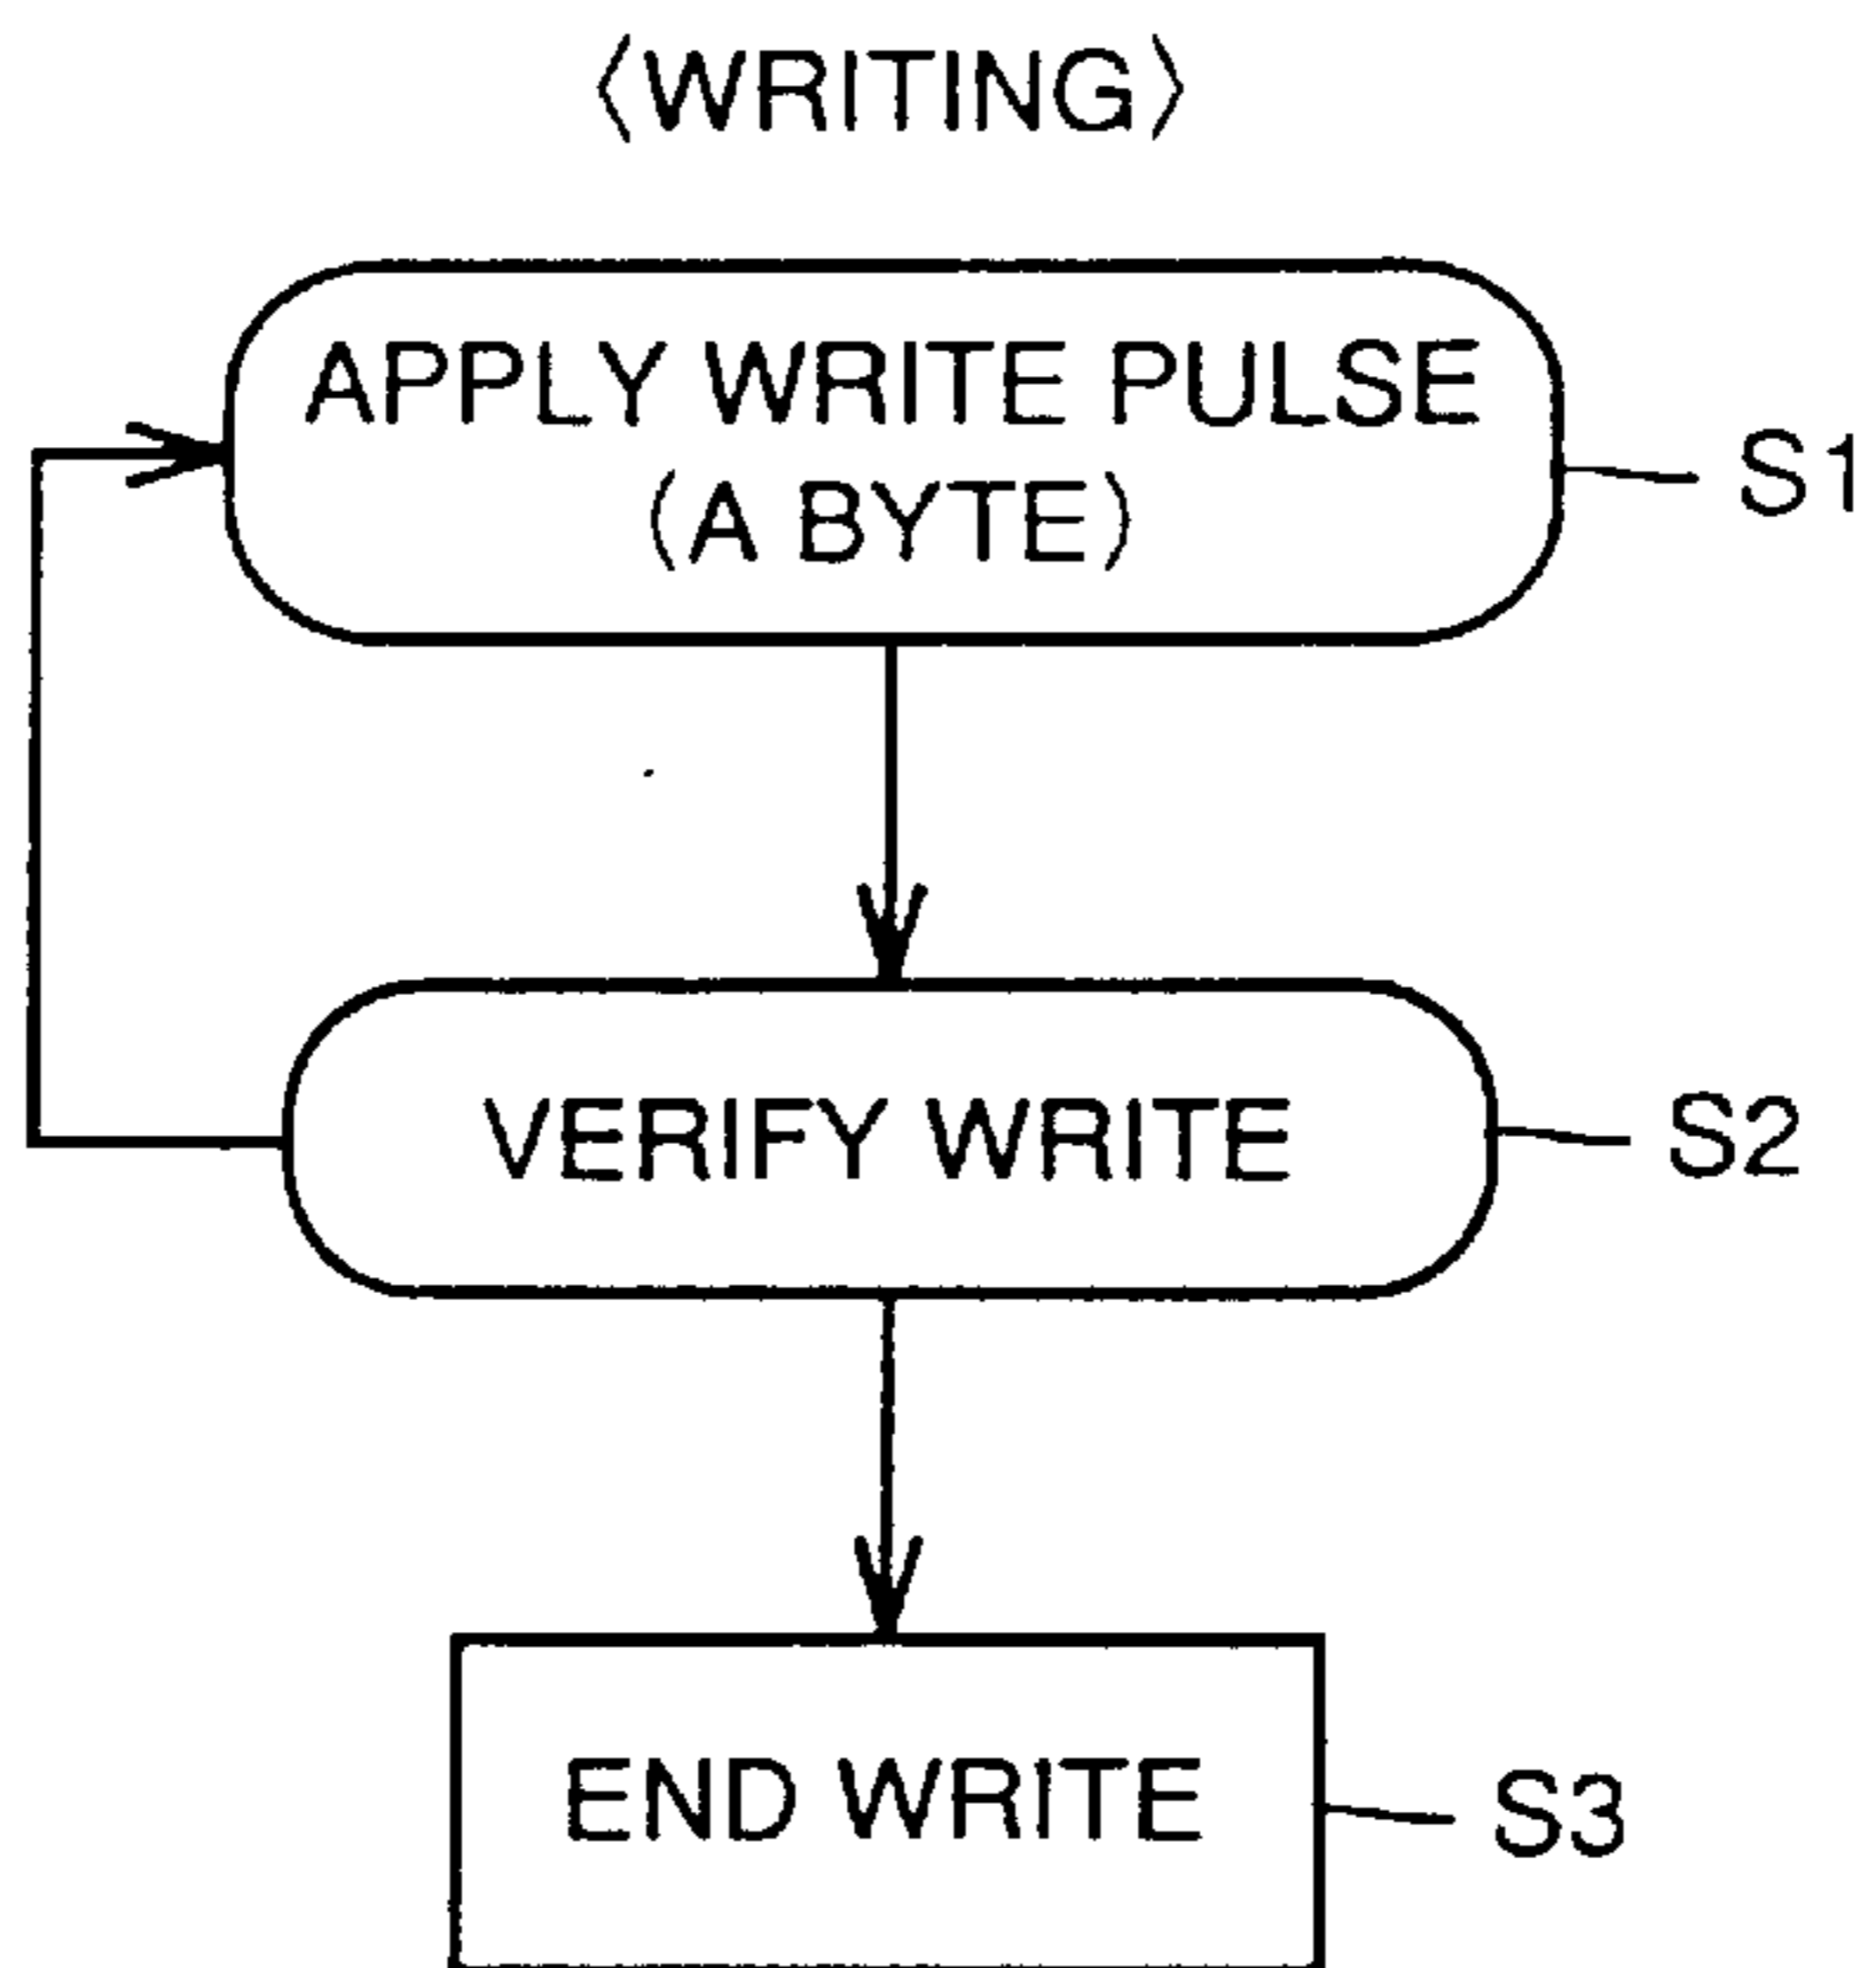 〈WRITING〉
APPLY WRITE PULSE
(A BYTE)
S1
VERIFY WRITE
S2
END WRITE
S3